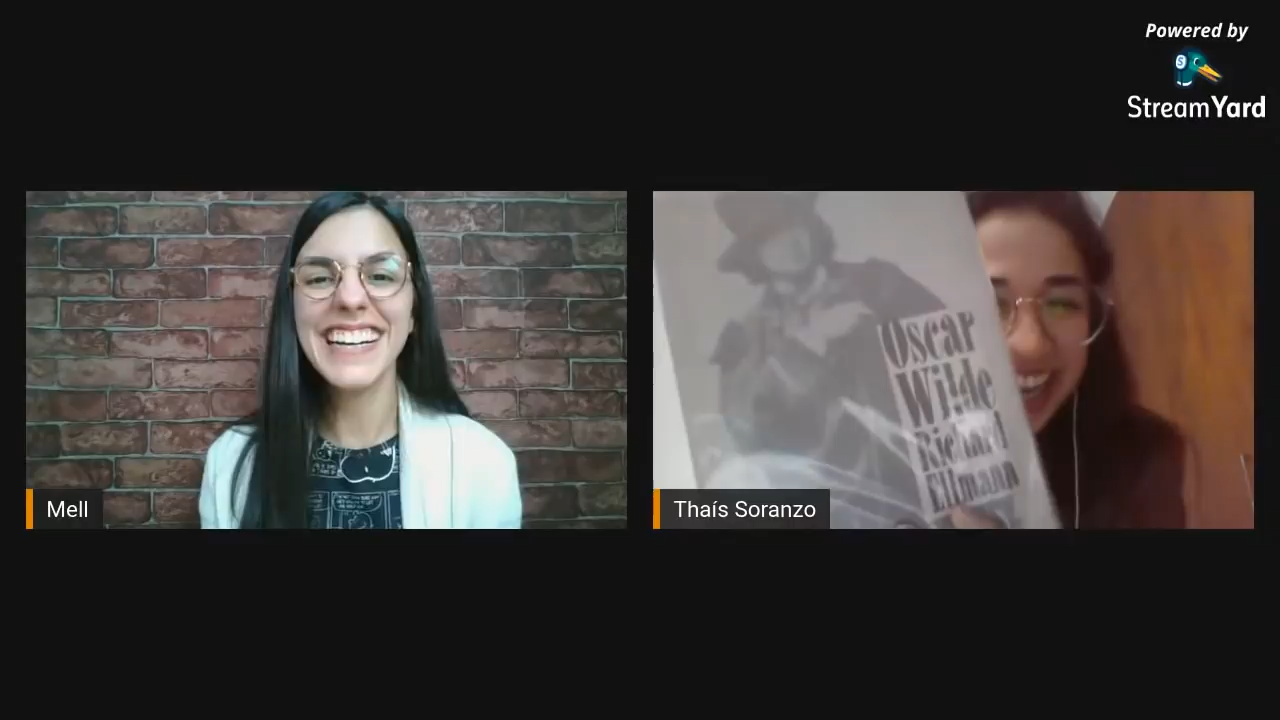 Powered by
StreamYard
Mell
Thaís Soranzo
Oscar
Wilde
Richard
Ellmann